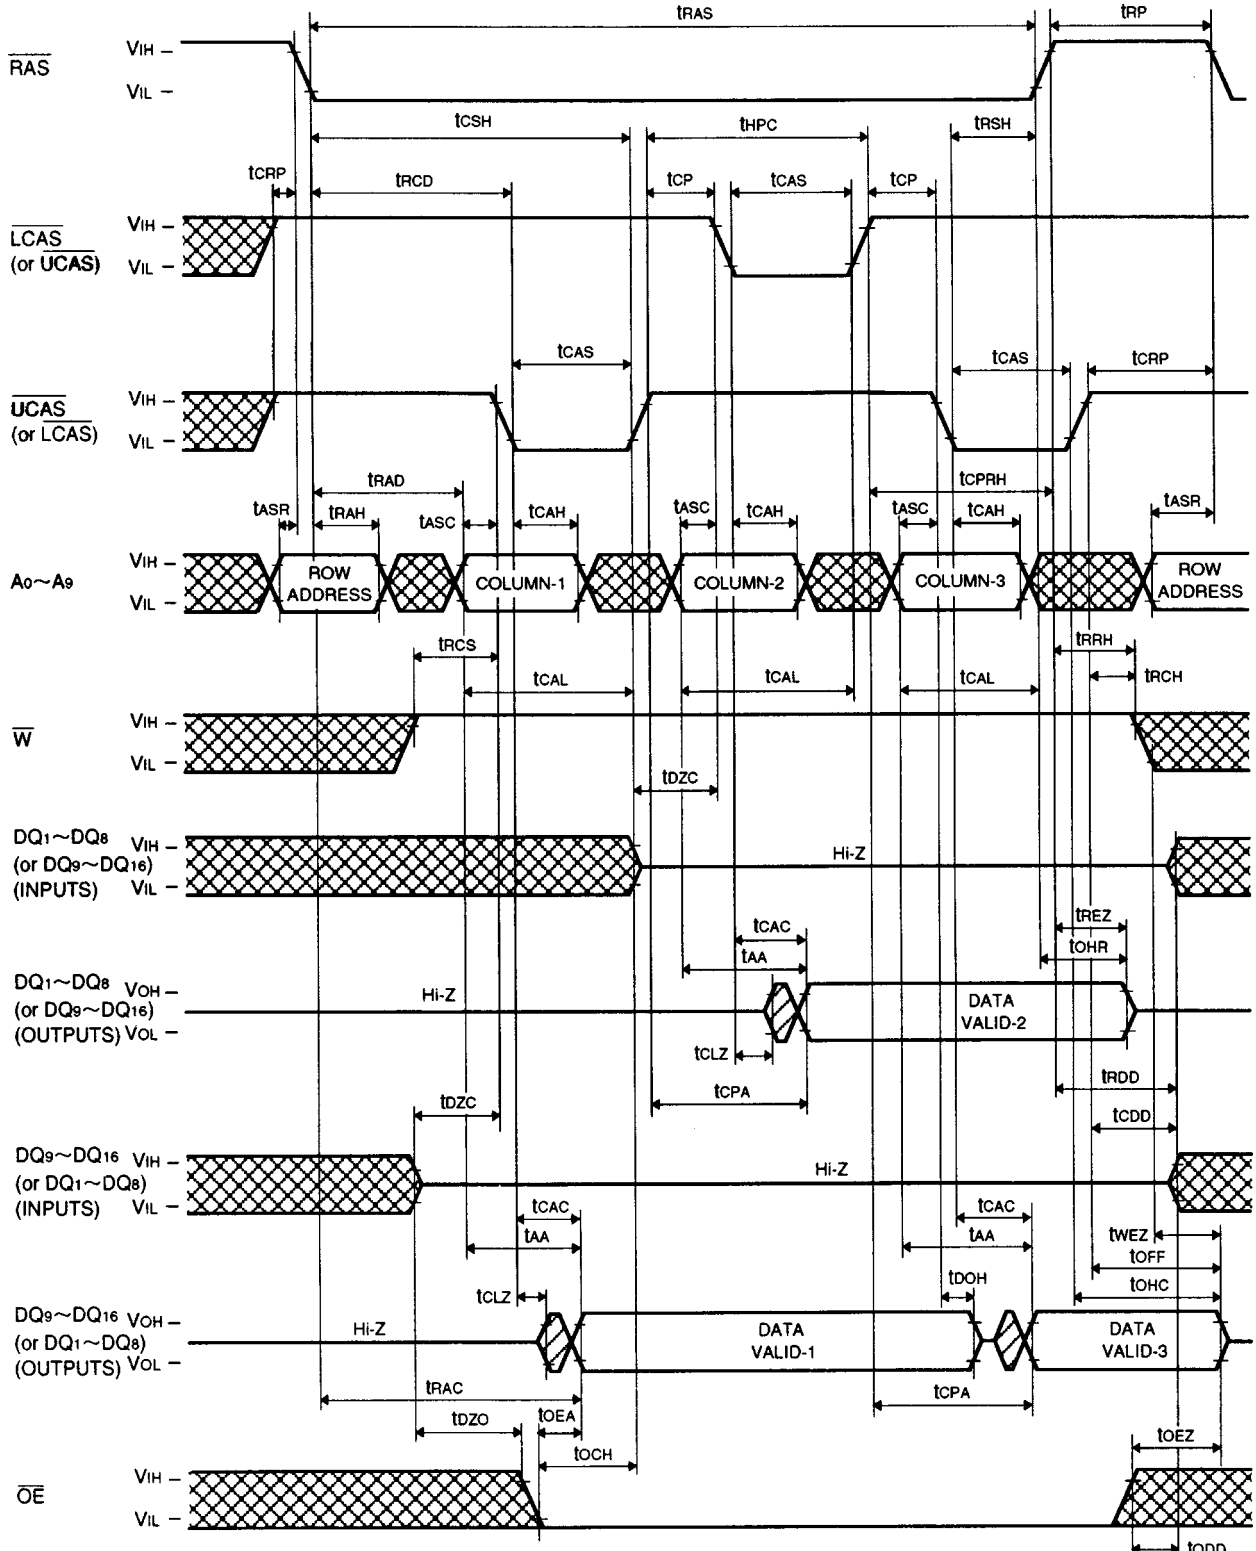 tRAS
tRP
RAS
VIH
VIL
tCSH
tHPC
tRSH
tCRP
tRCD
tCP
tCAS
tCP
LCAS
(or UCAS)
VIH
VIL
tCAS
tCAS
tCRP
UCAS
(or LCAS)
VIH
VIL
tRAD
tCPRH
tASR
tRAH
tASC
tCAH
tASC
tCAH
tASC
tCAH
tASR
A0~A9
VIH
VIL
ROW
ADDRESS
COLUMN-1
COLUMN-2
COLUMN-3
ROW
ADDRESS
tRCS
tRRH
tCAL
tCAL
tCAL
tRCH
W
VIH
VIL
tDZC
DQ1~DQ8
(or DQ9~DQ16)
(INPUTS)
VIH
VIL
Hi-Z
tREZ
tCAC
tOHR
tAA
DQ1~DQ8
(or DQ9~DQ16)
(OUTPUTS)
VOH
VOL
Hi-Z
DATA
VALID-2
tCLZ
tRDD
tCPA
tDZC
tCDD
DQ9~DQ16
(or DQ1~DQ8)
(INPUTS)
VIH
VIL
Hi-Z
tCAC
tCAC
tWEZ
tAA
tAA
tOFF
tDOH
tOHC
tCLZ
DQ9~DQ16
(or DQ1~DQ8)
(OUTPUTS)
VOH
VOL
Hi-Z
DATA
VALID-1
DATA
VALID-3
tRAC
tCPA
tDZO
tOEA
tOEZ
tOCH
OE
VIH
VIL
tODD